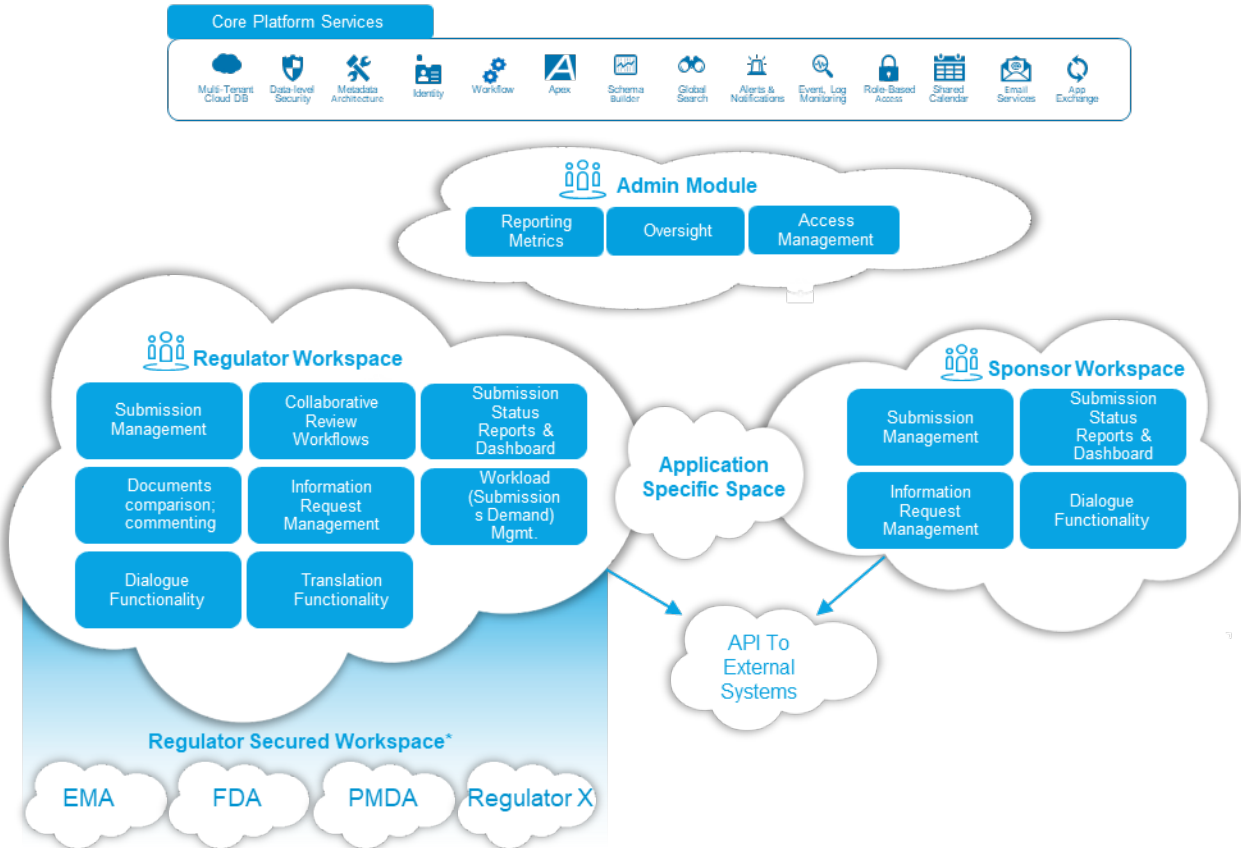 Core Platform Services
Multi-Tenant
Cloud DB
Data-level
Security
Metadata
Architecture
Identity
Workflow
Apex
Schema
Builder
Global
Search
Alerts &
Notifications
Event, Log
Monitoring
Role-Based
Access
Shared
Calendar
Email
Services
App
Exchange
Admin Module
Reporting
Metrics
Oversight
Access
Management
Regulator Workspace
Submission
Management
Collaborative
Review
Workflows
Submission
Status
Reports &
Dashboard
Documents
comparison;
commenting
Information
Request
Management
Workload
(Submission
s Demand)
Mgmt.
Dialogue
Functionality
Translation
Functionality
Application
Specific Space
Sponsor Workspace
Submission
Management
Submission
Status
Reports &
Dashboard
Information
Request
Management
Dialogue
Functionality
API To
External
Systems
Regulator Secured Workspace*
EMA
FDA
PMDA
Regulator X